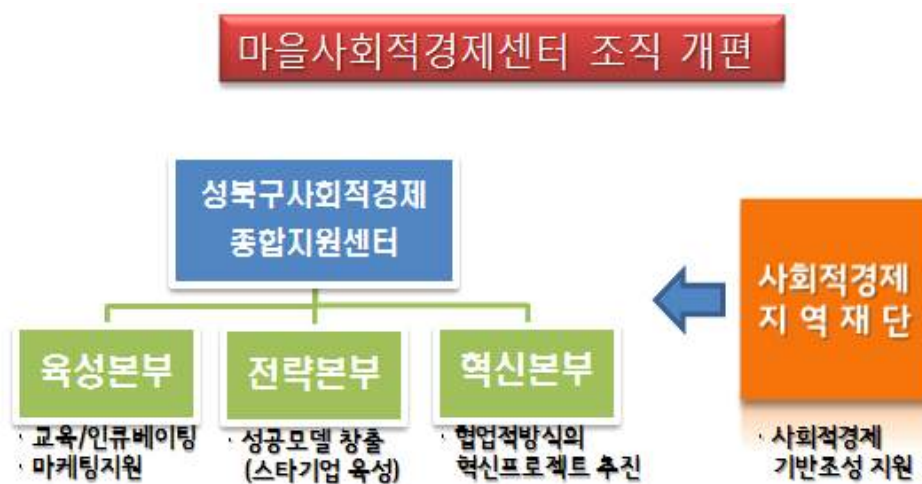 마을사회적경제센터 조직 개편
성북구사회적경제
종합지원센터
사회적경제
지 역 재 단
육성본부
전략본부
혁신본부
· 교육/인큐베이팅
· 마케팅지원
· 성공모델 창출
(스타기업 육성)
· 협업적방식의
혁신프로젝트 추진
· 사회적경제
기반조성 지원